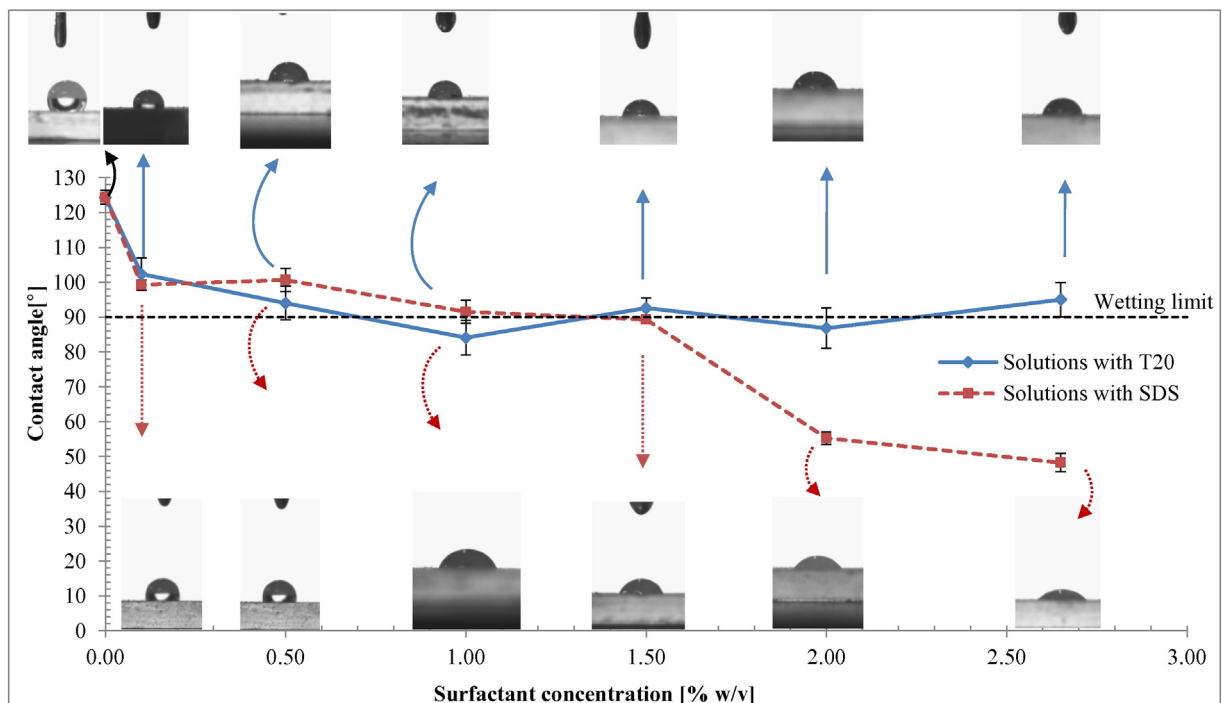 130
120
110
100
90
80
70
60
50
40
30
20
10
0
Contact angle[°]
Wetting limit
Solutions with T20
Solutions with SDS
0.00 0.50 1.00 1.50 2.00 2.50 3.00
Surfactant concentration [% w/v]